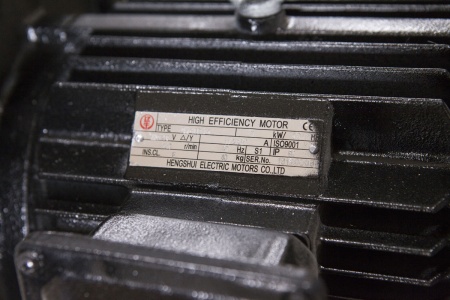 HIGH EFFICIENCY MOTOR CE
TYPE kW/
V △/Y A ISO9001
r/min Hz S1 IP
INS.CL. kg SER.No.
HENGSHUI ELECTRIC MOTORS CO.,LTD